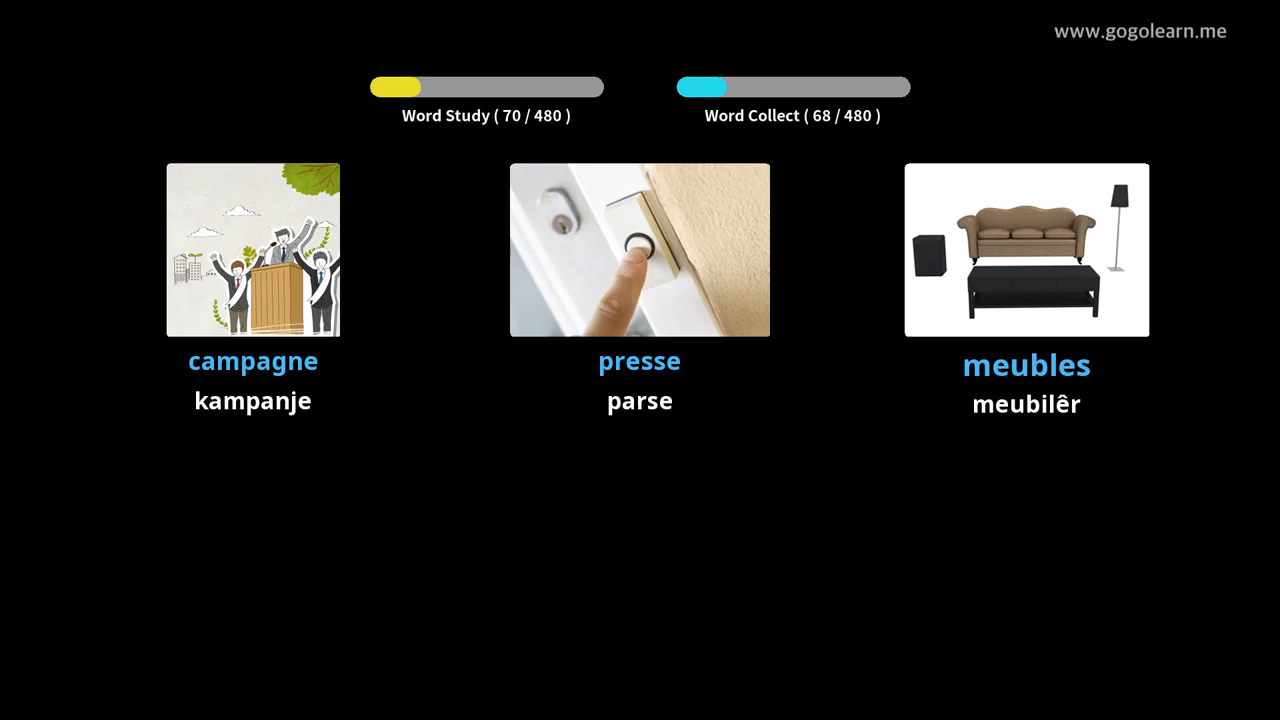 www.gogolearn.me
Word Study ( 70 / 480 )
Word Collect ( 68 / 480 )
campagne
kampanje
presse
parse
meubles
meubilêr